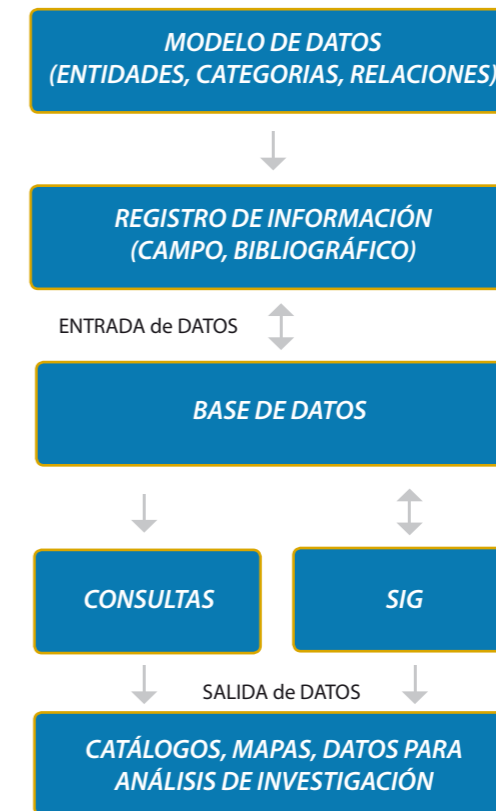 MODELO DE DATOS
(ENTIDADES, CATEGORIAS, RELACIONES)
REGISTRO DE INFORMACIÓN
(CAMPO, BIBLIOGRÁFICO)
ENTRADA de DATOS
BASE DE DATOS
CONSULTAS
SIG
SALIDA de DATOS
CATÁLOGOS, MAPAS, DATOS PARA
ANÁLISIS DE INVESTIGACIÓN